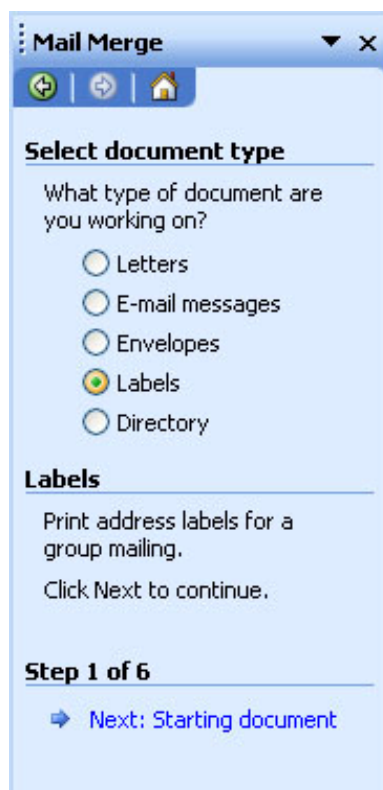 Mail Merge
Select document type
What type of document are
you working on?
Letters
E-mail messages
Envelopes
Labels
Directory
Labels
Print address labels for a
group mailing.
Click Next to continue.
Step 1 of 6
Next: Starting document